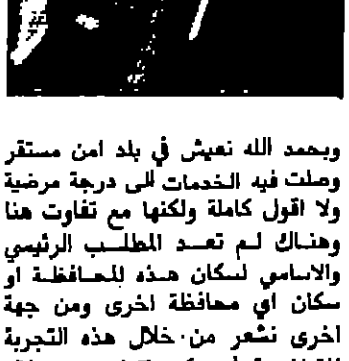 وبحمد الله نعيش في بلد امن مستقر
وصلت فيه الخدمات الى درجة مرضية
ولا اقول كاملة ولكنها مع تفاوت هنا
وهناك لم تعد المطلب الرئيسي
والاساسي لسكان هذه المحافظة او
سكان اي محافظة اخرى ومن جهة
اخرى نشعر من خلال هذه التجربة